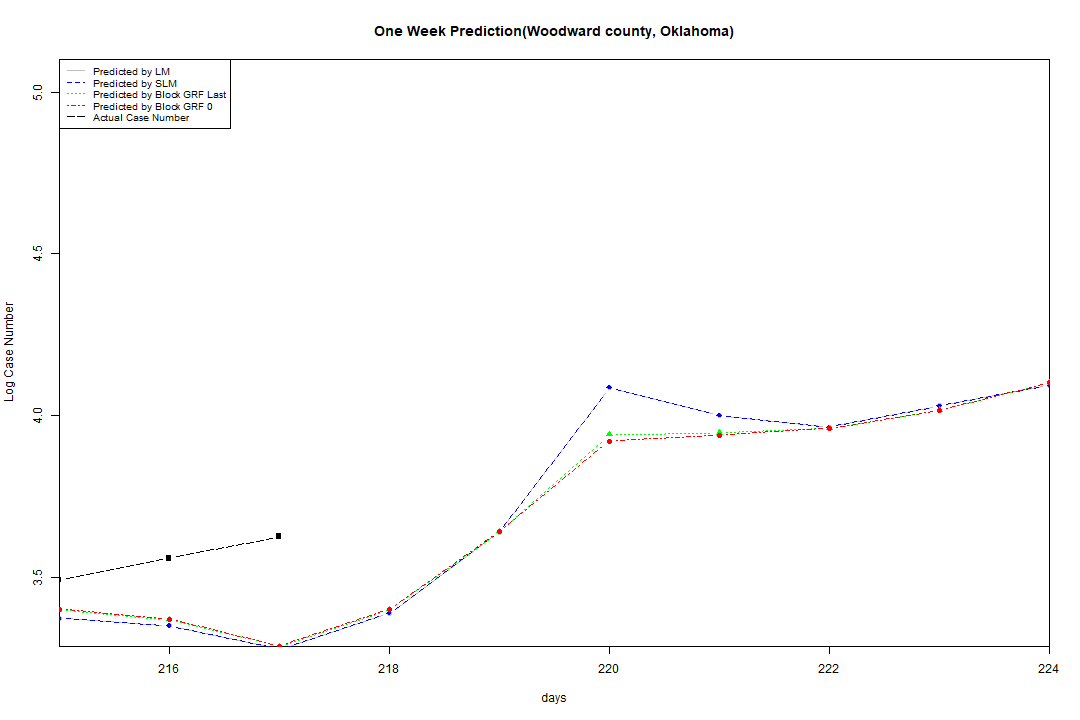 One Week Prediction(Woodward county, Oklahoma)
Predicted by LM
Predicted by SLM
Predicted by Block GRF Last
Predicted by Block GRF 0
Actual Case Number
5.0
4.5
4.0
3.5
Log Case Number
216 218 220 222 224
days